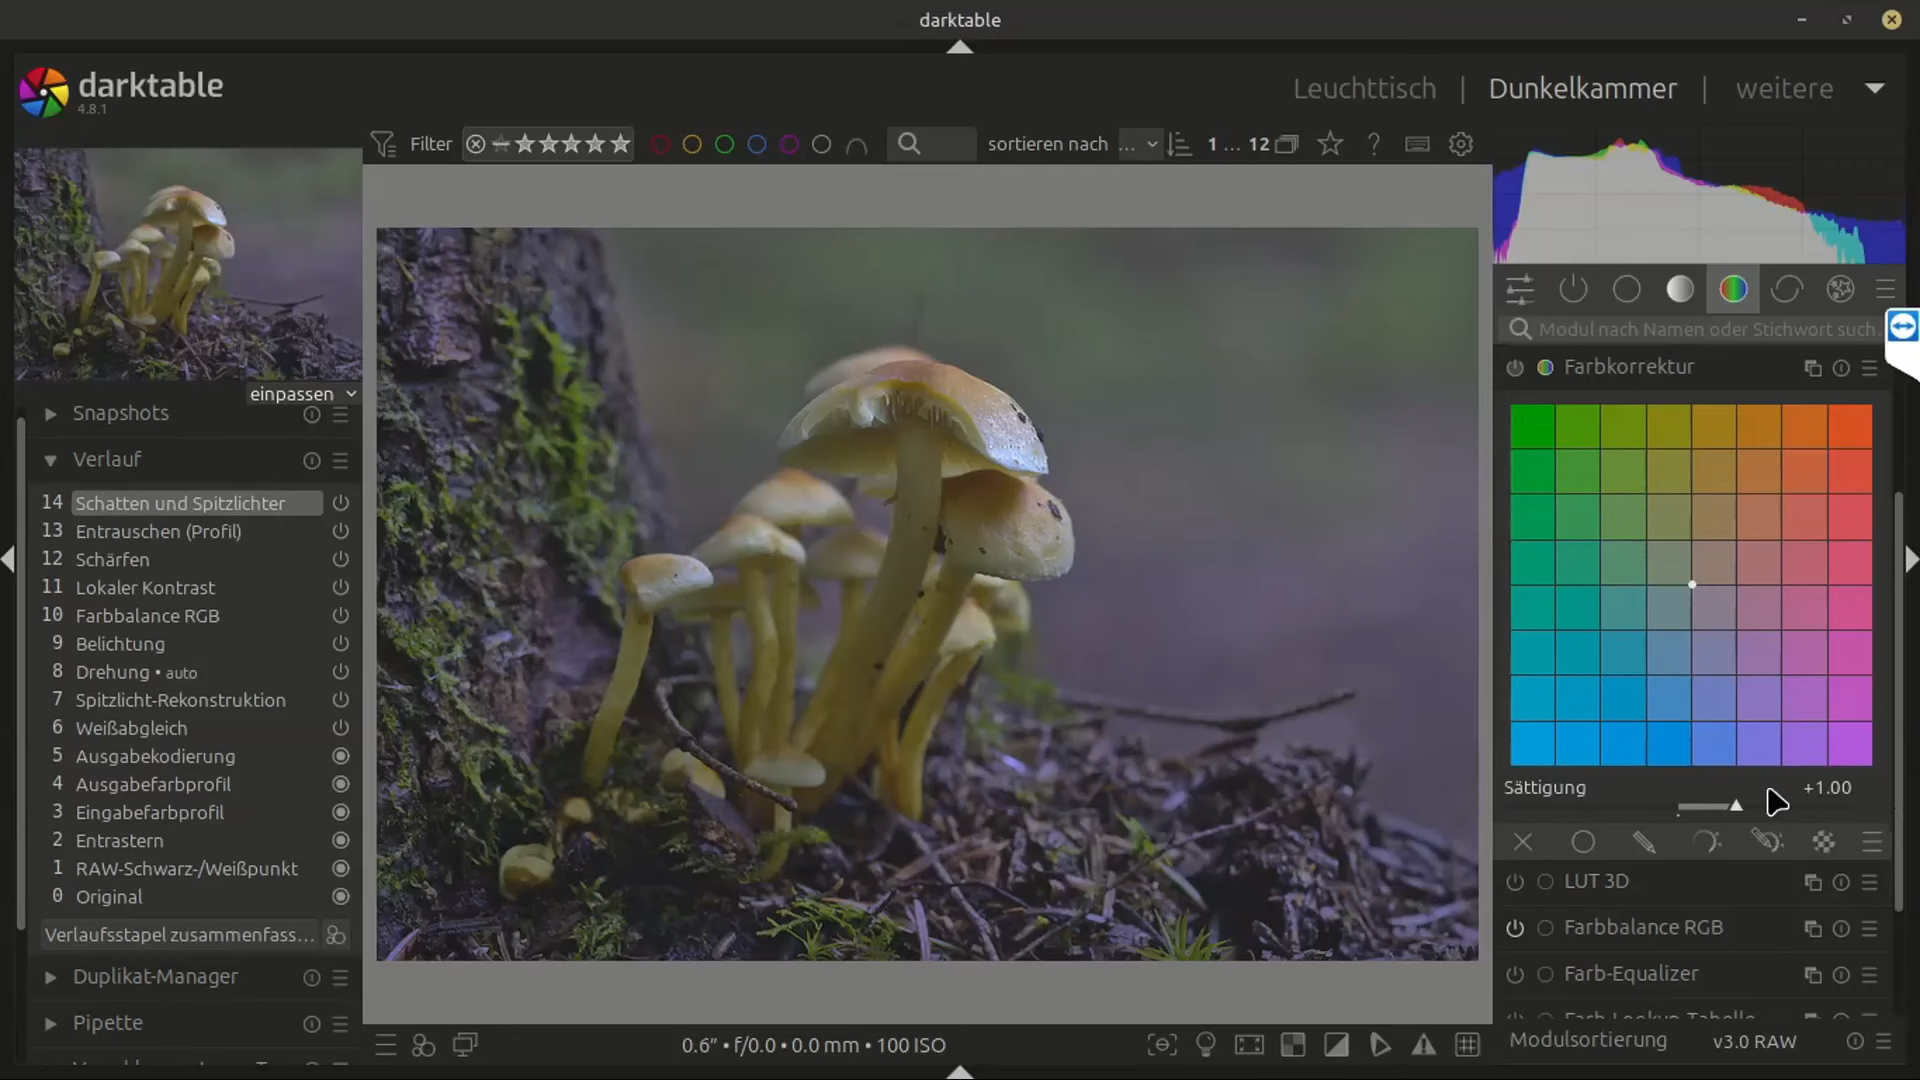 darktable
darktable
4.8.1
Leuchttisch | Dunkelkammer | weitere
Filter
sortieren nach ... 1 ... 12
einpassen
Snapshots
Verlauf
14 Schatten und Spitzlichter
13 Entrauschen (Profil)
12 Schärfen
11 Lokaler Kontrast
10 Farbbalance RGB
9 Belichtung
8 Drehung • auto
7 Spitzlicht-Rekonstruktion
6 Weißabgleich
5 Ausgabekodierung
4 Ausgabefarbprofil
3 Eingabefarbprofil
2 Entrastern
1 RAW-Schwarz-/Weißpunkt
0 Original
Verlaufsstapel zusammenfass...
Duplikat-Manager
Pipette
0.6" • f/0.0 • 0.0 mm • 100 ISO
Modul nach Namen oder Stichwort such
Farbkorrektur
Sättigung +1.00
LUT 3D
Farbbalance RGB
Farb-Equalizer
Farb-Lookup-Tabelle
Modulsortierung v3.0 RAW